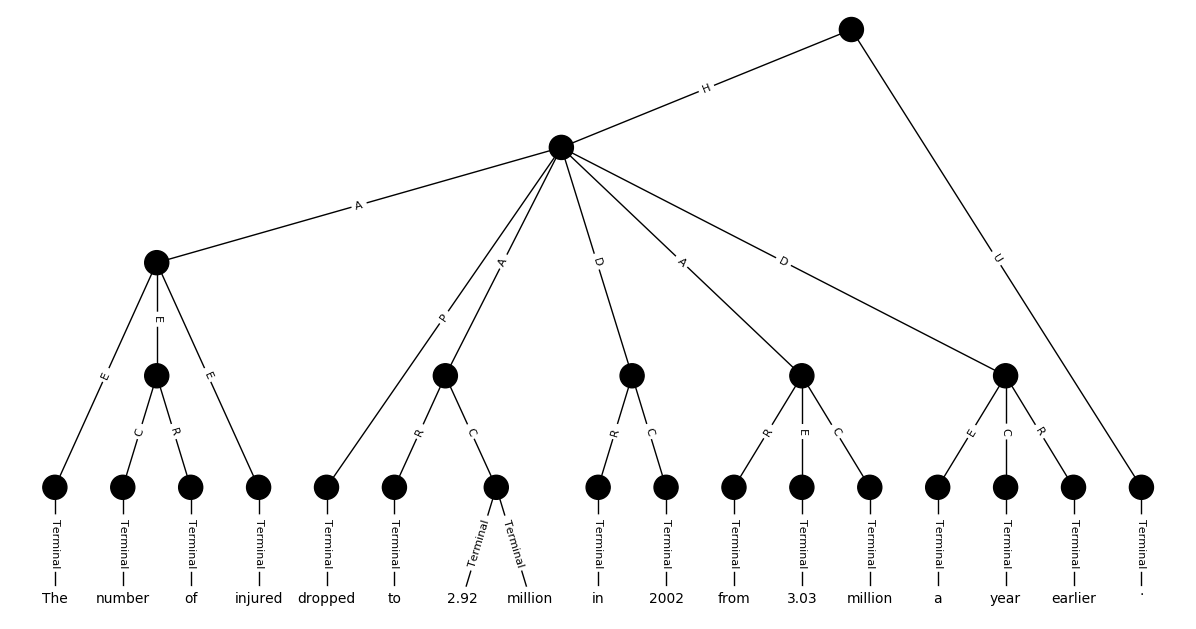 H
A
P
A
D
A
D
U
E
E
E
C
R
R
C
R
C
R
E
C
E
C
R
Terminal Terminal Terminal Terminal Terminal Terminal Terminal Terminal Terminal Terminal Terminal Terminal Terminal Terminal Terminal Terminal Terminal
The number of injured dropped to 2.92 million in 2002 from 3.03 million a year earlier .